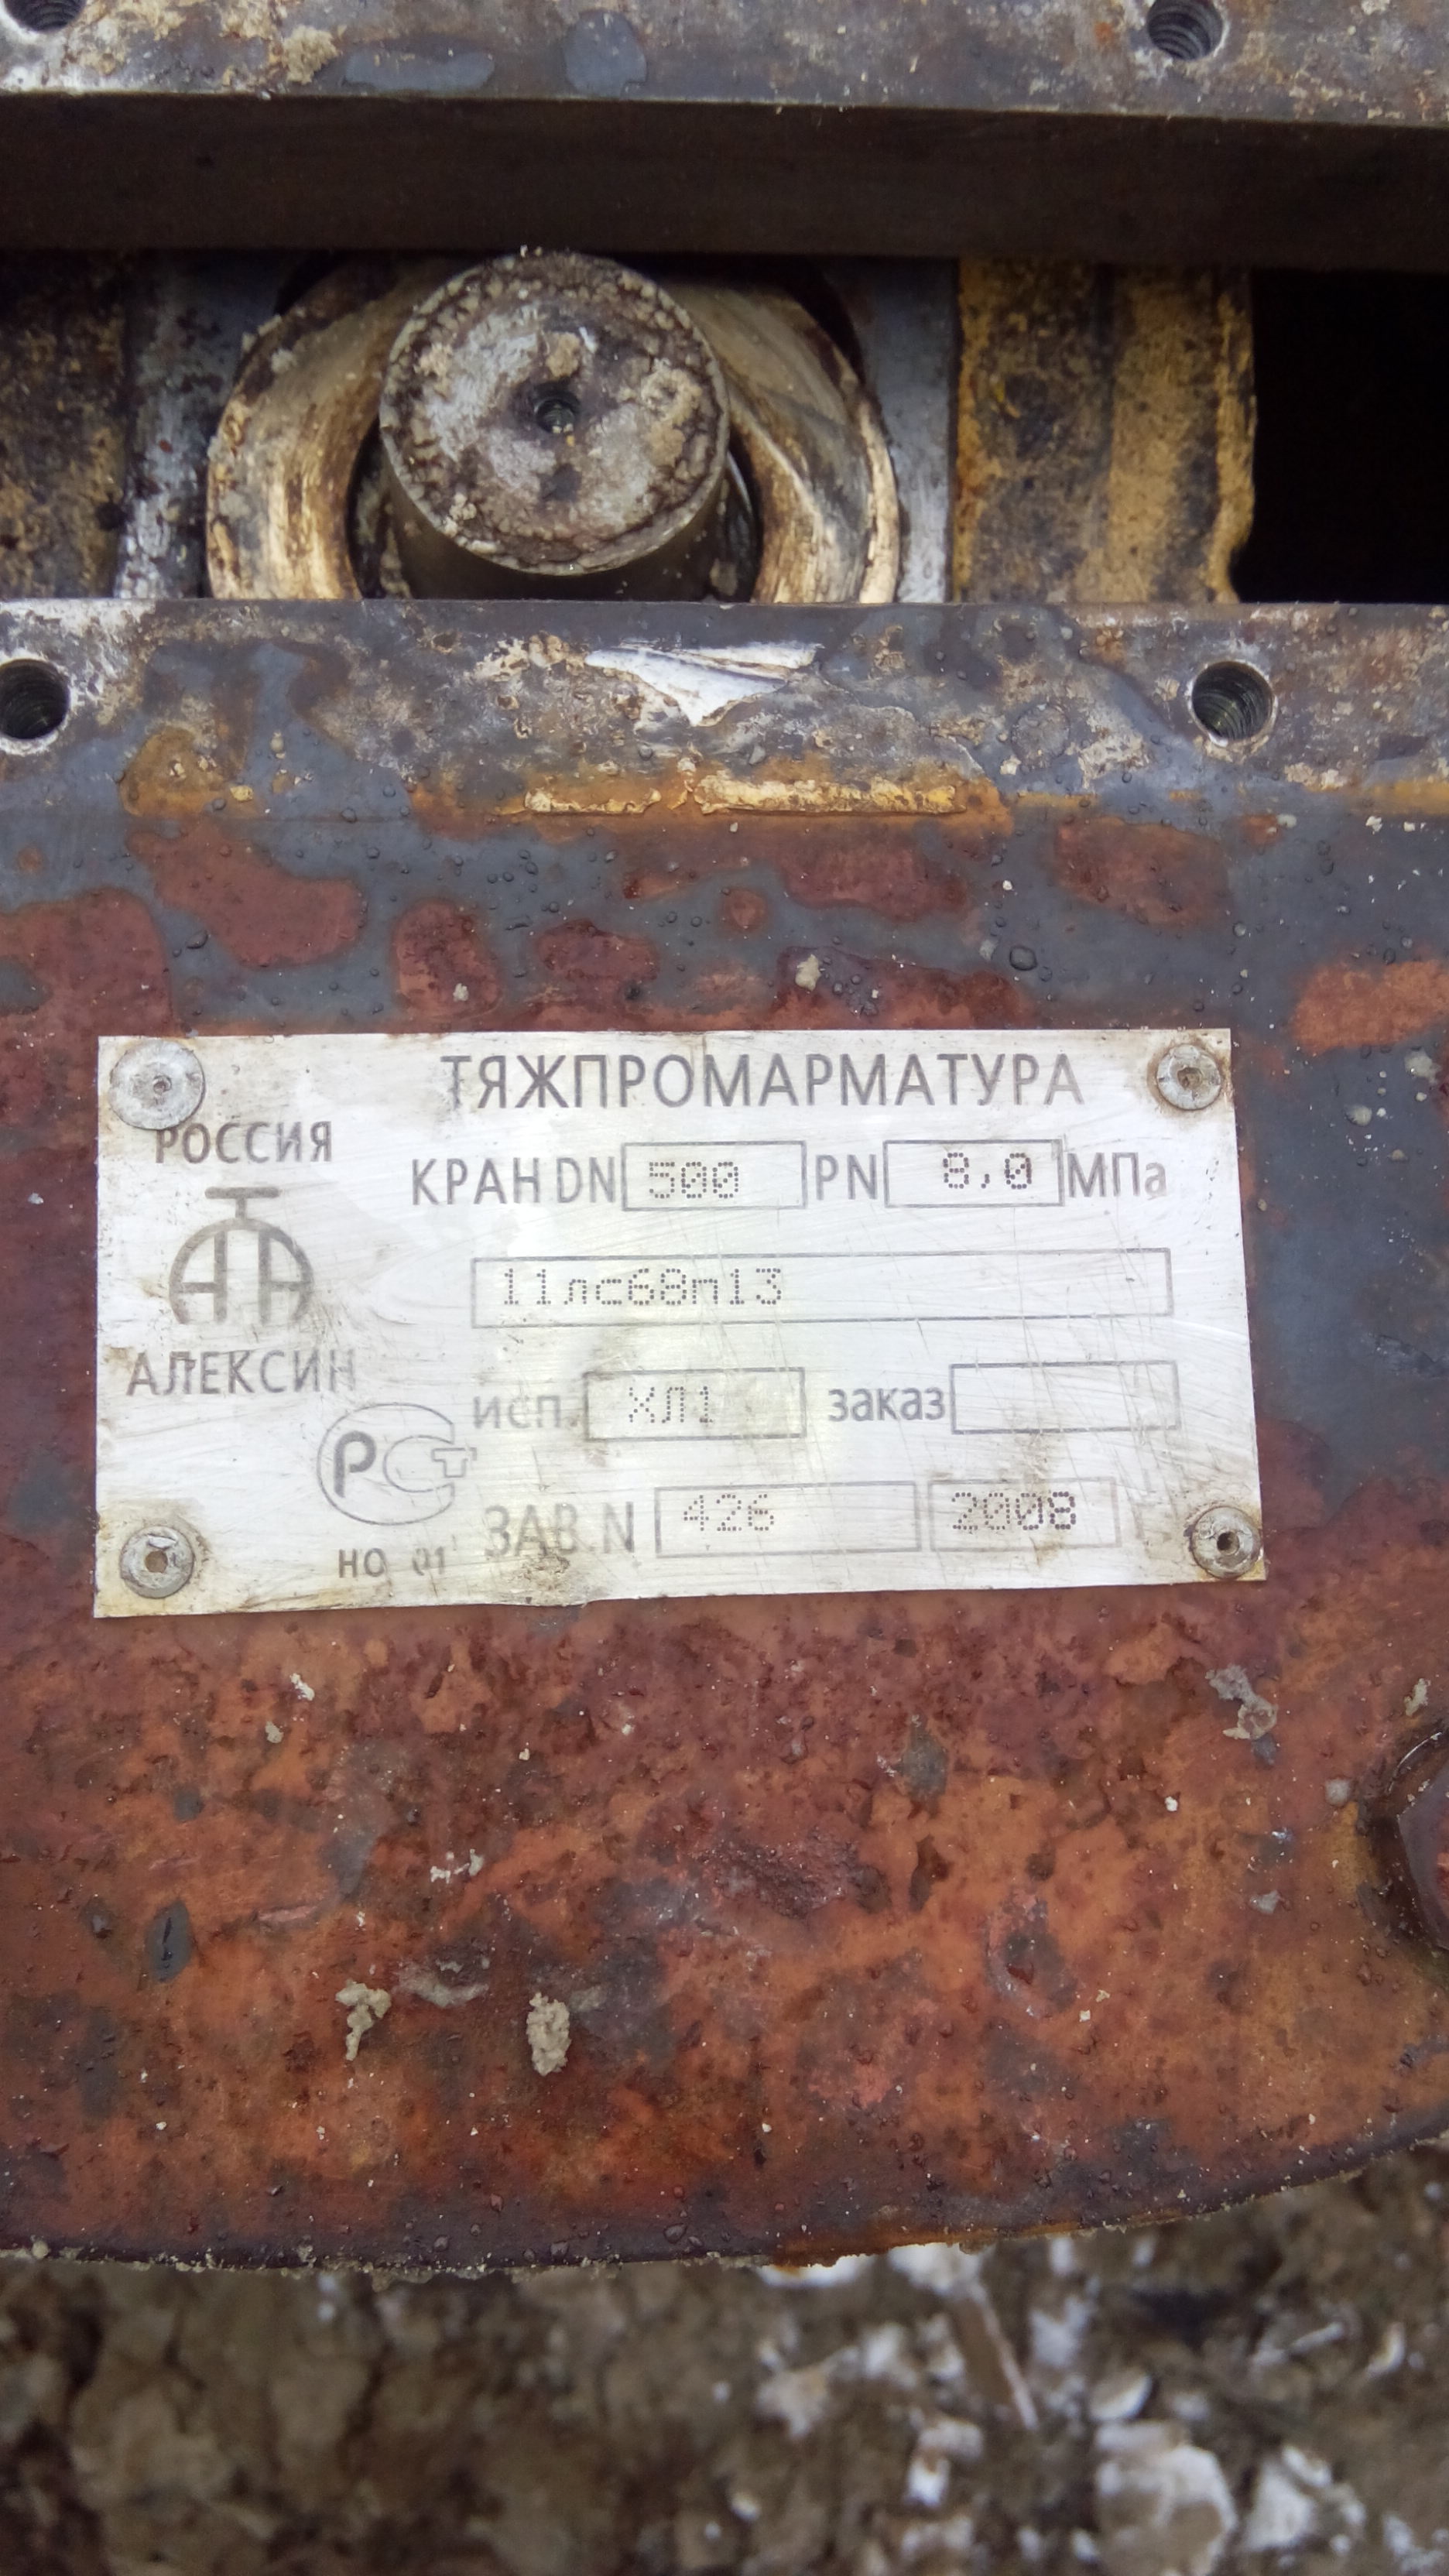 ТЯЖПРОМАРМАТУРА
РОССИЯ
КРАН DN 500 PN 8,0 МПа
11лс68п13
АЛЕКСИН
исп. ХЛ1 заказ
РСТ
ЗАВ.N 426 2008
НО 01